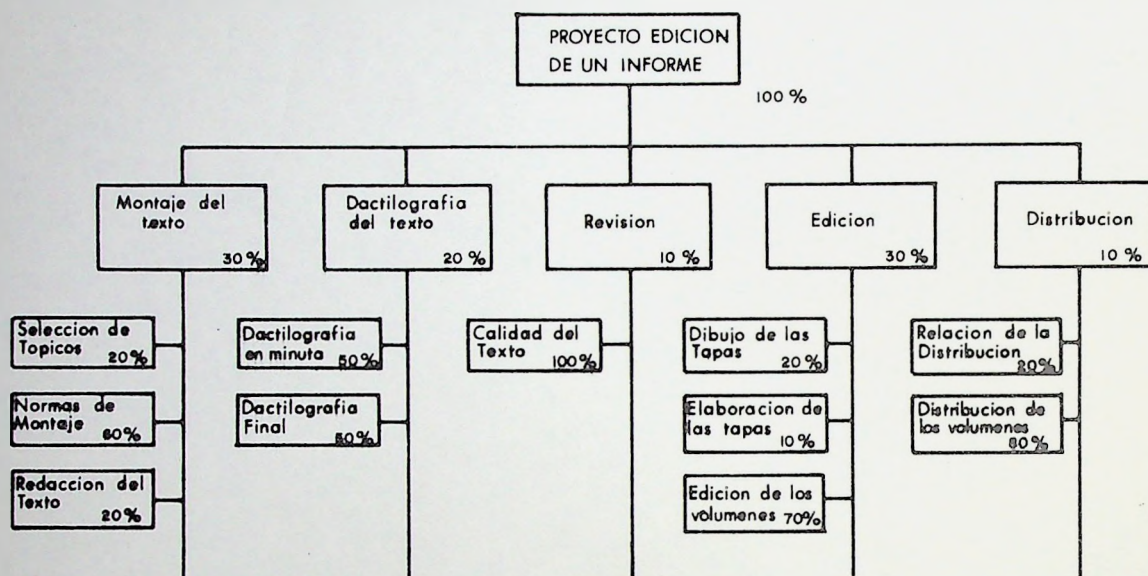 PROYECTO EDICION
DE UN INFORME
100 %
Montaje del
texto
30%
Dactilografia
del texto
20%
Revision
10 %
Edicion
30%
Distribucion
10 %
Seleccion de
Topicos
20%
Normas de
Montaje
60%
Redaccion del
Texto
20%
Dactilografia
en minuta
50%
Dactilografia
Final
50%
Calidad del
Texto
100%
Dibujo de las
Tapas
20%
Elaboracion de
las tapas
10%
Edicion de los
volumenes 70%
Relacion de la
Distribucion
20%
Distribucion de
los volumenes
80%